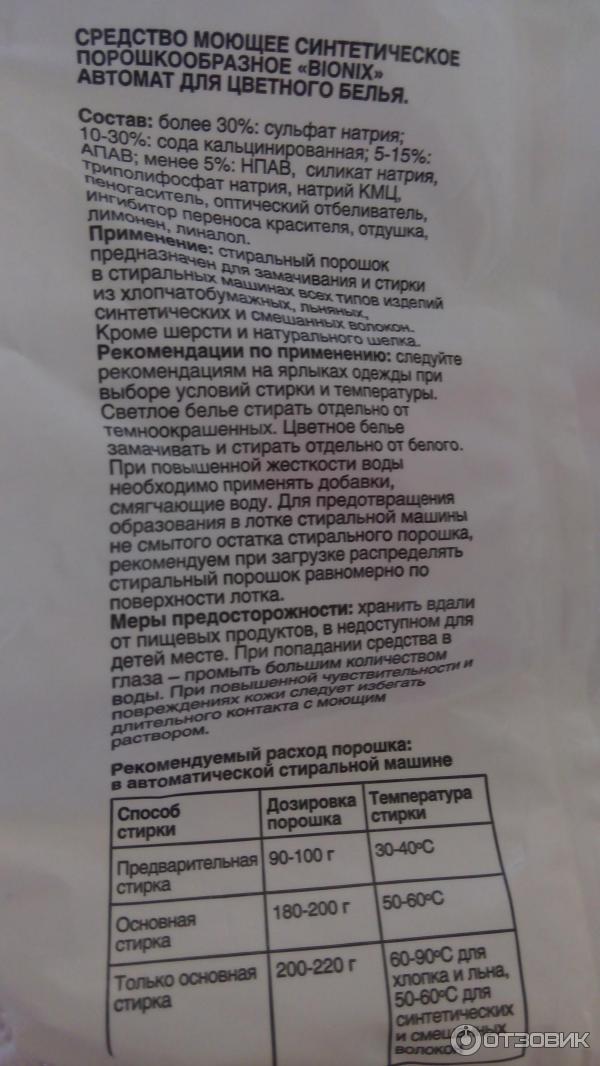 СРЕДСТВО МОЮЩЕЕ СИНТЕТИЧЕСКОЕ
ПОРОШКООБРАЗНОЕ «BIONIX»
АВТОМАТ ДЛЯ ЦВЕТНОГО БЕЛЬЯ.
Состав: более 30%: сульфат натрия;
10-30%: сода кальцинированная; 5-15%:
АПАВ; менее 5%: НПАВ, силикат натрия,
триполифосфат натрия, натрий КМЦ,
пеногаситель, оптический отбеливатель,
ингибитор переноса красителя, отдушка,
лимонен, линалол.
Применение: стиральный порошок
предназначен для замачивания и стирки
в стиральных машинах всех типов изделий
из хлопчатобумажных, льняных,
синтетических и смешанных волокон.
Кроме шерсти и натурального шелка.
Рекомендации по применению: следуйте
рекомендациям на ярлыках одежды при
выборе условий стирки и температуры.
Светлое белье стирать отдельно от
темноокрашенных. Цветное белье
замачивать и стирать отдельно от белого.
При повышенной жесткости воды
необходимо применять добавки,
смягчающие воду. Для предотвращения
образования в лотке стиральной машины
не смытого остатка стирального порошка,
рекомендуем при загрузке распределять
стиральный порошок равномерно по
поверхности лотка.
Меры предосторожности: хранить вдали
от пищевых продуктов, в недоступном для
детей месте. При попадании средства в
глаза – промыть большим количеством
воды. При повышенной чувствительности и
повреждениях кожи следует избегать
длительного контакта с моющим
раствором.
Рекомендуемый расход порошка:
в автоматической стиральной машине
Способ стирки Дозировка порошка Температура стирки
Предварительная стирка 90-100 г 30-40ºС
Основная стирка 180-200 г 50-60ºС
Только основная стирка 200-220 г 60-90ºС для
хлопка и льна,
50-60ºС для
синтетических
и смешанных
волокон
ОТЗОВИК